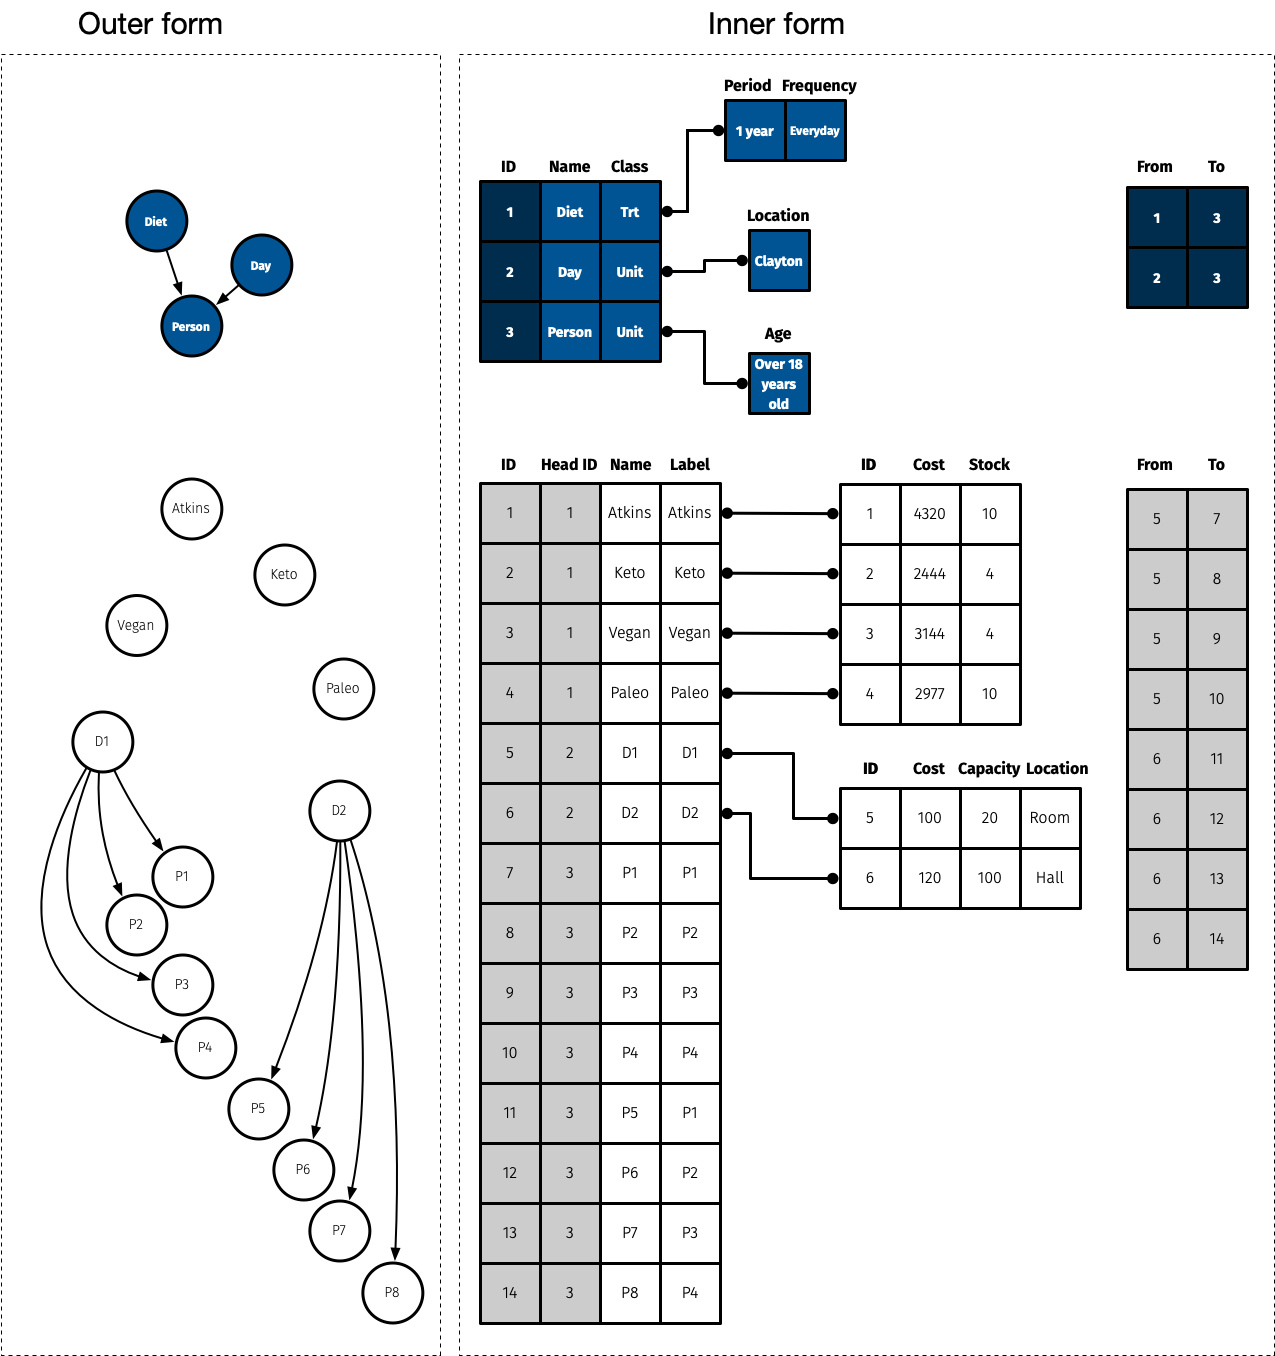 Outer form
Inner form
Diet
Day
Person
Atkins
Keto
Vegan
Paleo
D1
D2
P1
P2
P3
P4
P5
P6
P7
P8
Period Frequency
1 year Everyday
ID Name Class
1 Diet Trt
2 Day Unit
3 Person Unit
Location
Clayton
Age
Over 18
years
old
From To
1 3
2 3
ID Head ID Name Label
1 1 Atkins Atkins
2 1 Keto Keto
3 1 Vegan Vegan
4 1 Paleo Paleo
5 2 D1 D1
6 2 D2 D2
7 3 P1 P1
8 3 P2 P2
9 3 P3 P3
10 3 P4 P4
11 3 P5 P1
12 3 P6 P2
13 3 P7 P3
14 3 P8 P4
ID Cost Stock
1 4320 10
2 2444 4
3 3144 4
4 2977 10
ID Cost Capacity Location
5 100 20 Room
6 120 100 Hall
From To
5 7
5 8
5 9
5 10
6 11
6 12
6 13
6 14